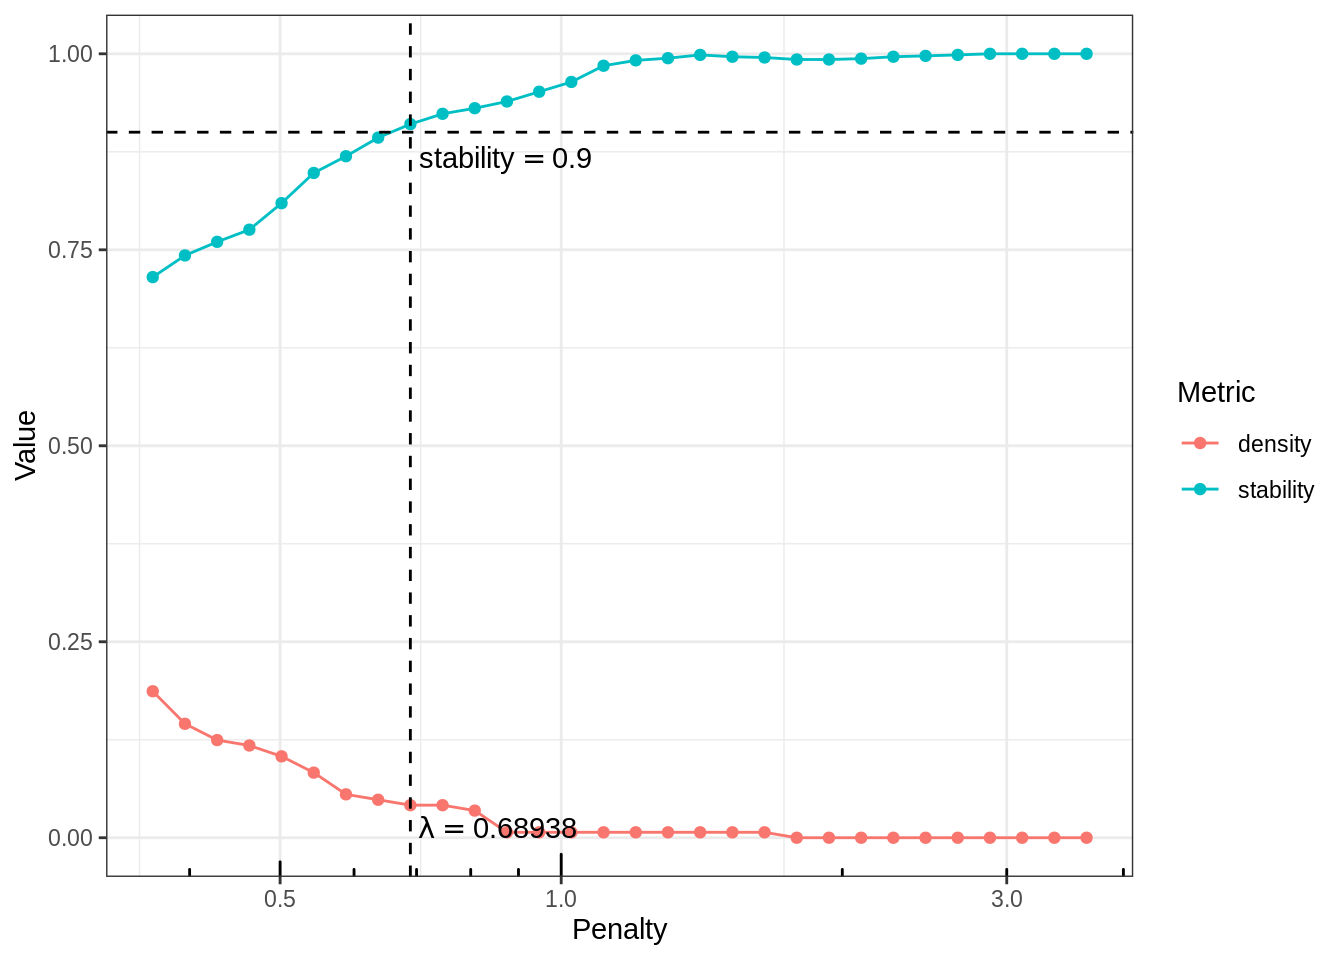 1.00
0.75
0.50
0.25
0.00
Value
stability = 0.9
λ = 0.68938
0.5
1.0
3.0
Penalty
Metric
density
stability